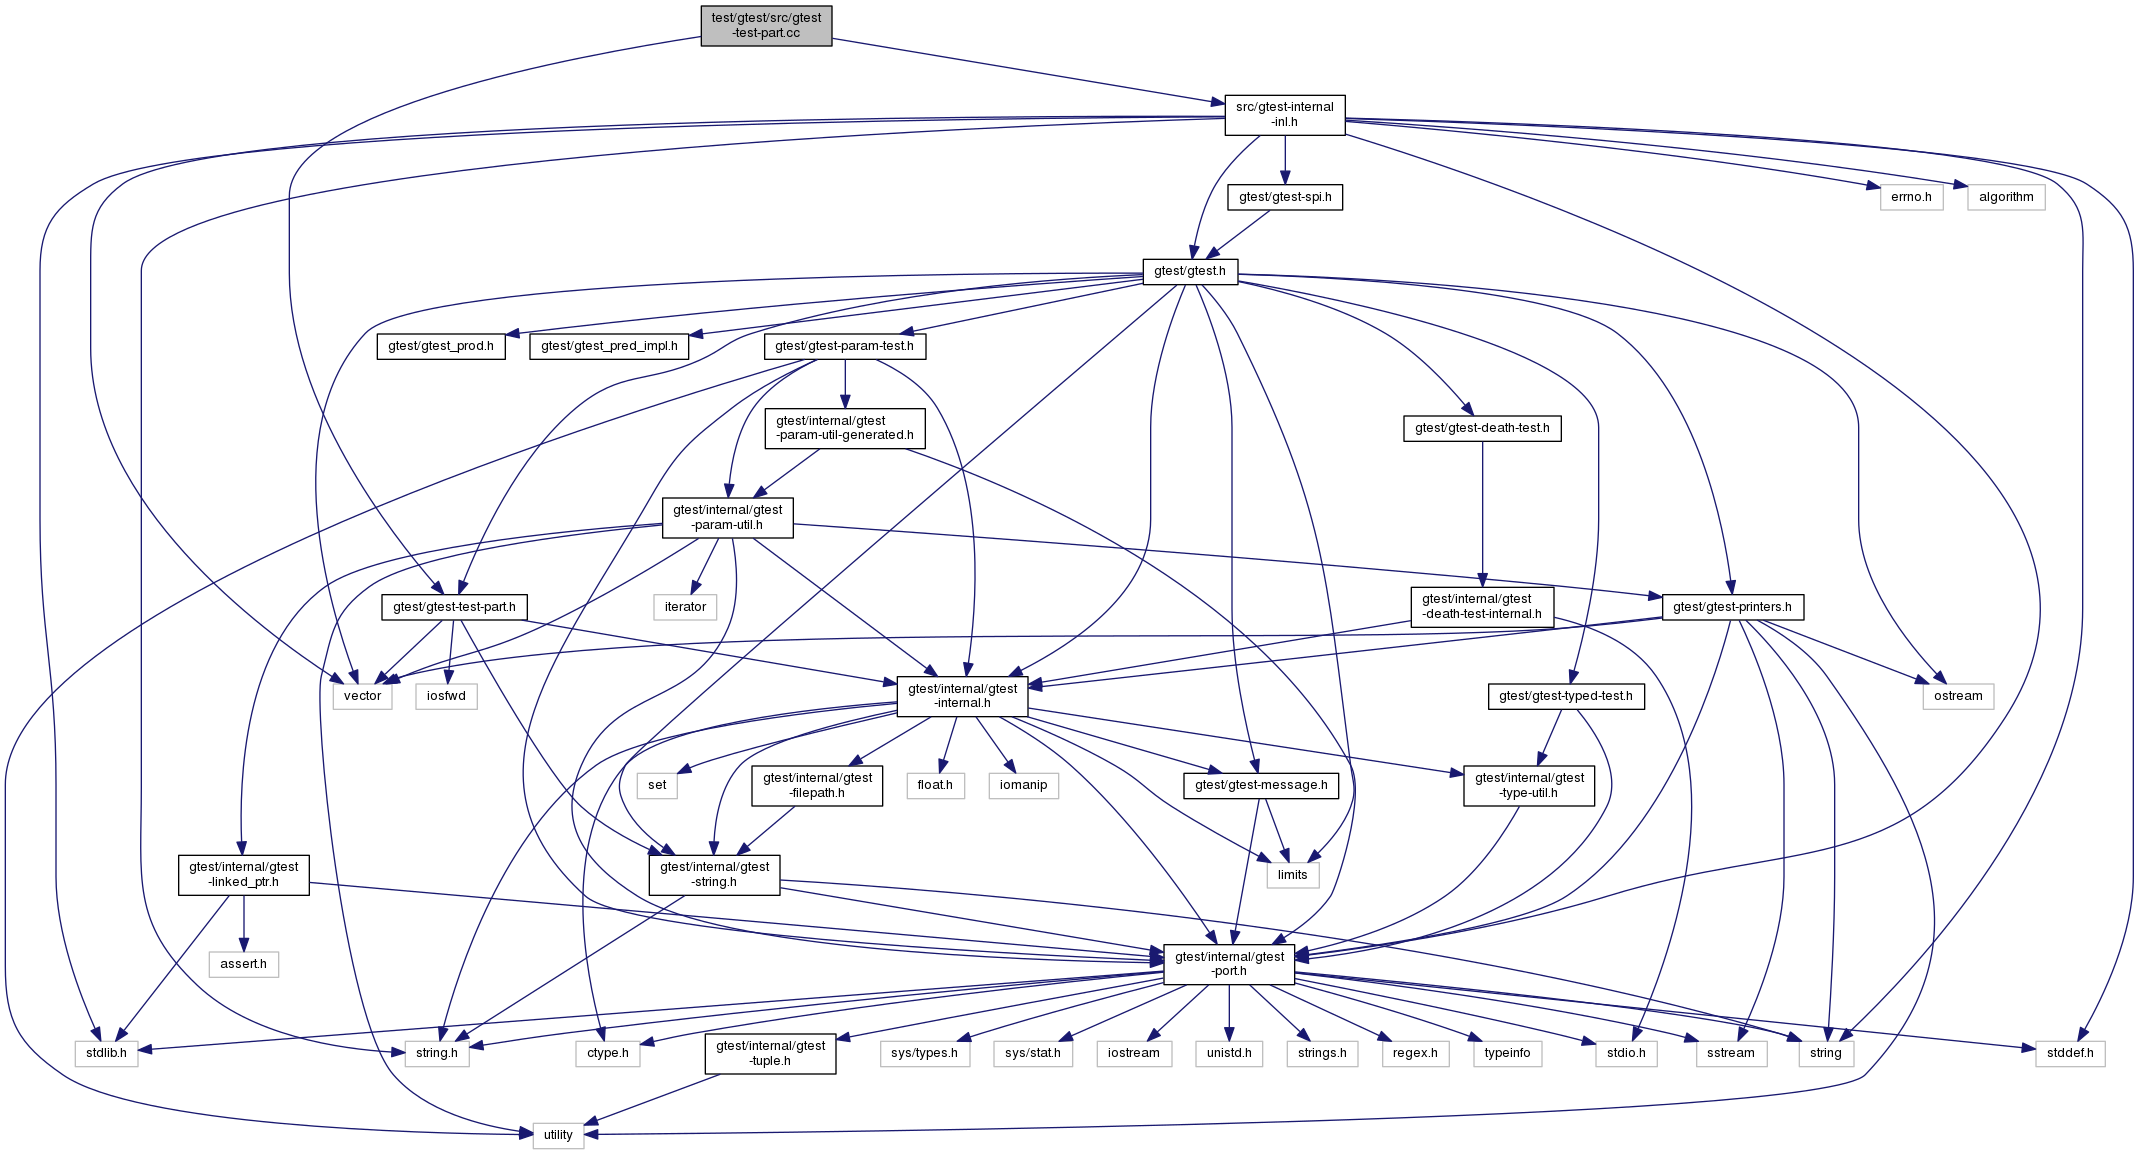 test/gtest/src/gtest
-test-part.cc
src/gtest-internal
-inl.h
gtest/gtest-spi.h
errno.h
algorithm
gtest/gtest.h
gtest/gtest_prod.h
gtest/gtest_pred_impl.h
gtest/gtest-param-test.h
gtest/internal/gtest
-param-util-generated.h
gtest/gtest-death-test.h
gtest/internal/gtest
-param-util.h
gtest/gtest-test-part.h
iterator
gtest/internal/gtest
-death-test-internal.h
gtest/gtest-printers.h
vector
iosfwd
gtest/internal/gtest
-internal.h
gtest/gtest-typed-test.h
ostream
set
gtest/internal/gtest
-filepath.h
float.h
iomanip
gtest/gtest-message.h
gtest/internal/gtest
-type-util.h
gtest/internal/gtest
-linked_ptr.h
gtest/internal/gtest
-string.h
limits
assert.h
gtest/internal/gtest
-port.h
stdlib.h
string.h
ctype.h
gtest/internal/gtest
-tuple.h
sys/types.h
sys/stat.h
iostream
unistd.h
strings.h
regex.h
typeinfo
stdio.h
sstream
string
stddef.h
utility